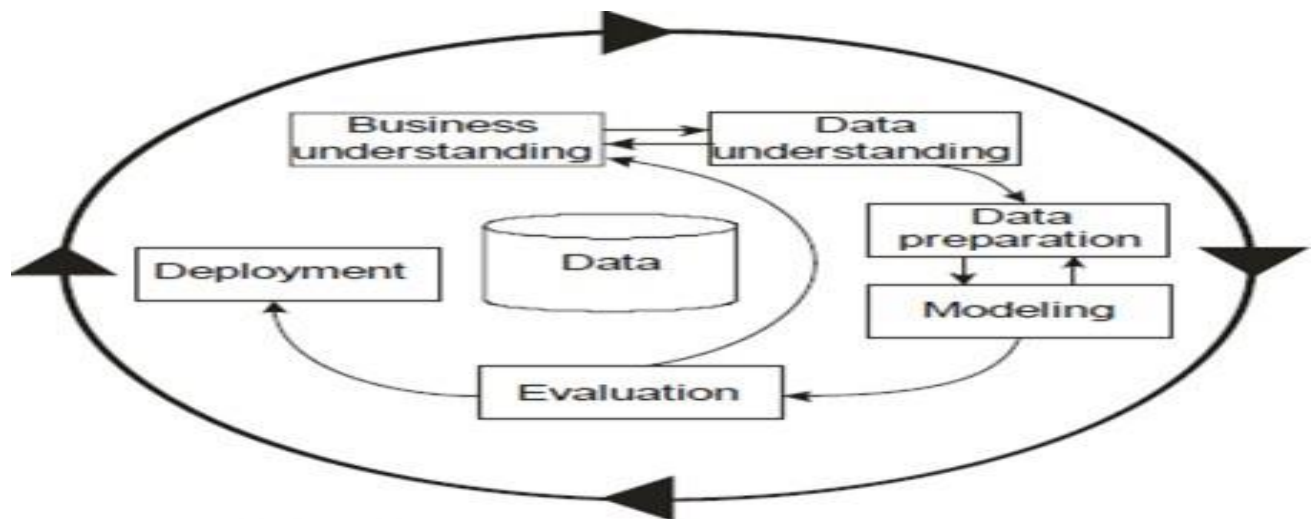 Business
understanding
Data
understanding
Data
preparation
Modeling
Evaluation
Deployment
Data